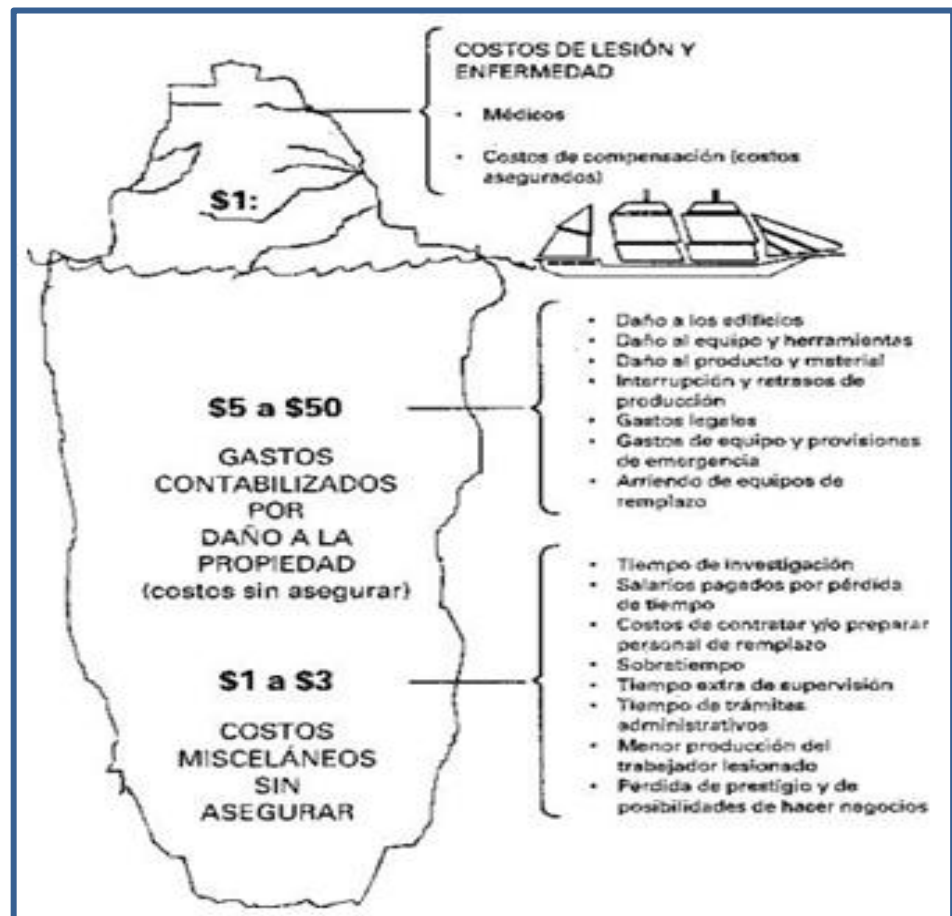 COSTOS DE LESIÓN Y
ENFERMEDAD
• Médicos
• Costos de compensación (costos
asegurados)
$1:
$5 a $50
GASTOS
CONTABILIZADOS
POR
DAÑO A LA
PROPIEDAD
(costos sin asegurar)
• Daño a los edificios
• Daño al equipo y herramientas
• Daño al producto y material
• Interrupción y retrasos de
producción
• Gastos legales
• Gastos de equipo y provisiones
de emergencia
• Arriendo de equipos de
remplazo
$1 a $3
COSTOS
MISCELÁNEOS
SIN
ASEGURAR
• Tiempo de investigación
• Salarios pagados por pérdida
de tiempo
• Costos de contratar y/o preparar
personal de remplazo
• Sobretiempo
• Tiempo extra de supervisión
• Tiempo de trámites
administrativos
• Menor producción del
trabajador lesionado
• Perdida de prestigio y de
posibilidades de hacer negocios